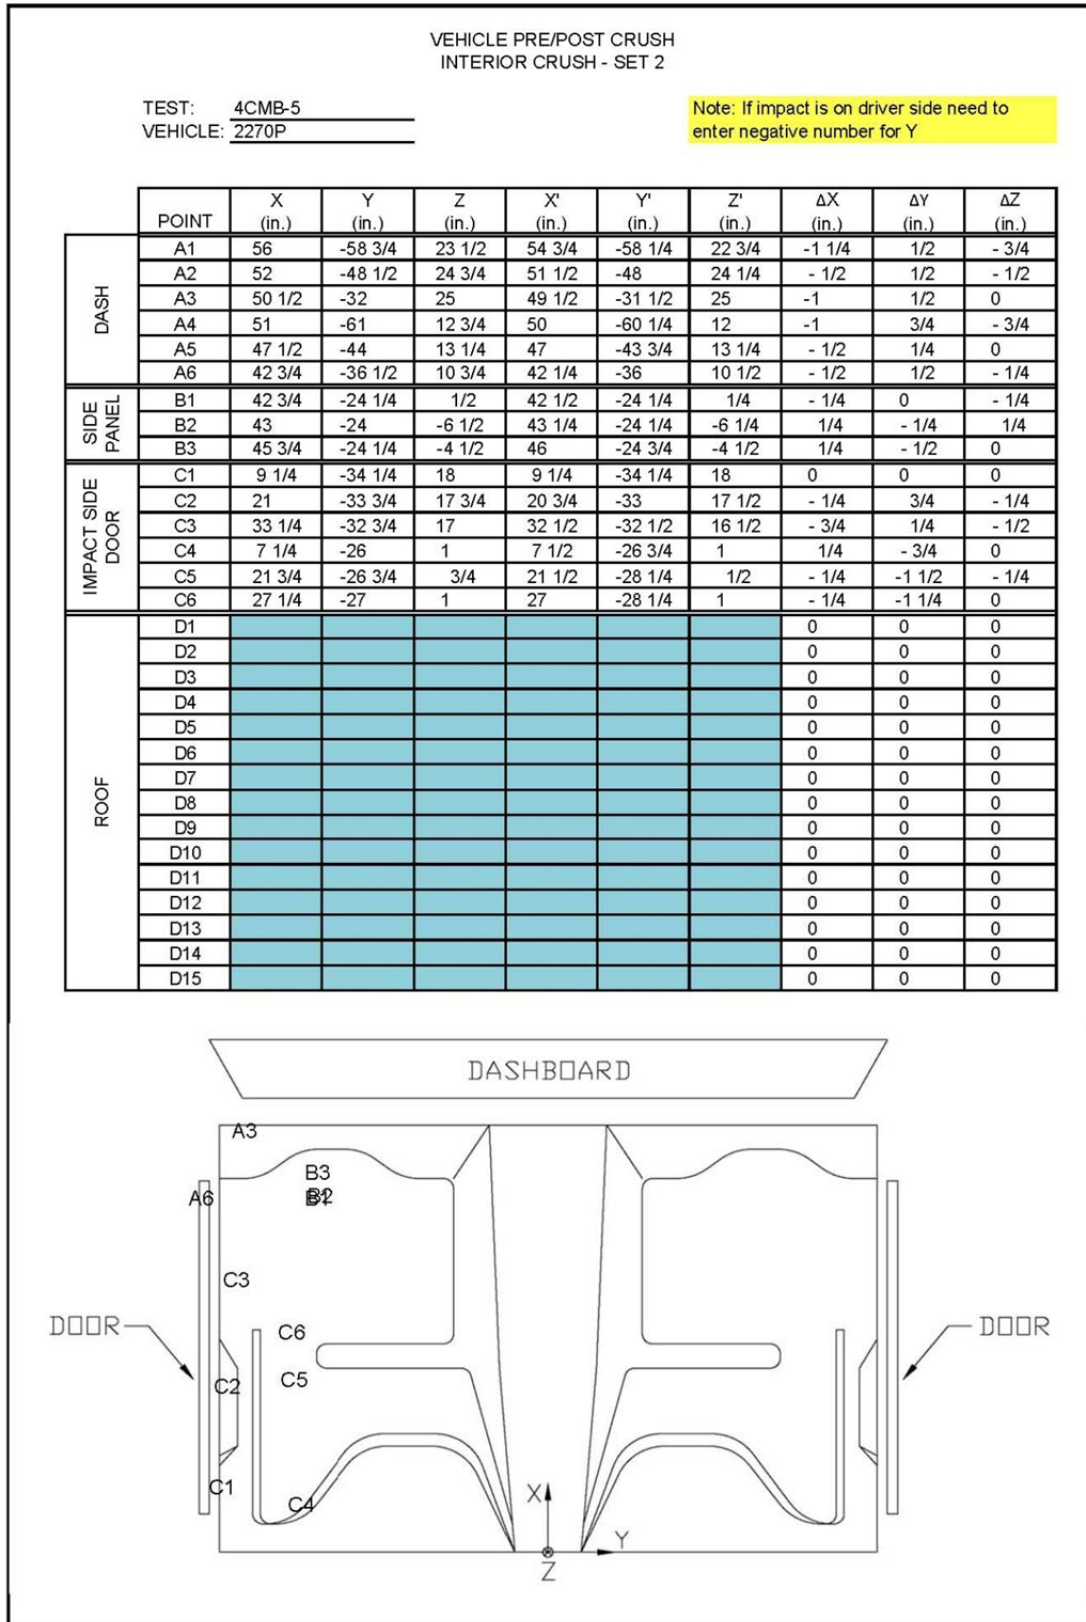 VEHICLE PRE/POST CRUSH
INTERIOR CRUSH - SET 2
TEST: 4CMB-5
VEHICLE: 2270P
Note: If impact is on driver side need to
enter negative number for Y
POINT X (in.) Y (in.) Z (in.) X' (in.) Y' (in.) Z' (in.) ΔX (in.) ΔY (in.) ΔZ (in.)
DASH
A1 56 -58 3/4 23 1/2 54 3/4 -58 1/4 22 3/4 -1 1/4 1/2 - 3/4
A2 52 -48 1/2 24 3/4 51 1/2 -48 24 1/4 - 1/2 1/2 - 1/2
A3 50 1/2 -32 25 49 1/2 -31 1/2 25 -1 1/2 0
A4 51 -61 12 3/4 50 -60 1/4 12 -1 3/4 - 3/4
A5 47 1/2 -44 13 1/4 47 -43 3/4 13 1/4 - 1/2 1/4 0
A6 42 3/4 -36 1/2 10 3/4 42 1/4 -36 10 1/2 - 1/2 1/2 - 1/4
SIDE PANEL
B1 42 3/4 -24 1/4 1/2 42 1/2 -24 1/4 1/4 - 1/4 0 - 1/4
B2 43 -24 -6 1/2 43 1/4 -24 1/4 -6 1/4 1/4 - 1/4 1/4
B3 45 3/4 -24 1/4 -4 1/2 46 -24 3/4 -4 1/2 1/4 - 1/2 0
IMPACT SIDE DOOR
C1 9 1/4 -34 1/4 18 9 1/4 -34 1/4 18 0 0 0
C2 21 -33 3/4 17 3/4 20 3/4 -33 17 1/2 - 1/4 3/4 - 1/4
C3 33 1/4 -32 3/4 17 32 1/2 -32 1/2 16 1/2 - 3/4 1/4 - 1/2
C4 7 1/4 -26 1 7 1/2 -26 3/4 1 1/4 - 3/4 0
C5 21 3/4 -26 3/4 3/4 21 1/2 -28 1/4 1/2 - 1/4 -1 1/2 - 1/4
C6 27 1/4 -27 1 27 -28 1/4 1 - 1/4 -1 1/4 0
ROOF
D1 0 0 0
D2 0 0 0
D3 0 0 0
D4 0 0 0
D5 0 0 0
D6 0 0 0
D7 0 0 0
D8 0 0 0
D9 0 0 0
D10 0 0 0
D11 0 0 0
D12 0 0 0
D13 0 0 0
D14 0 0 0
D15 0 0 0
DASHBOARD
A3
B3
A6 B1 B2
C3
DOOR C6 DOOR
C5
C2
C1
C4
X
Y
Z